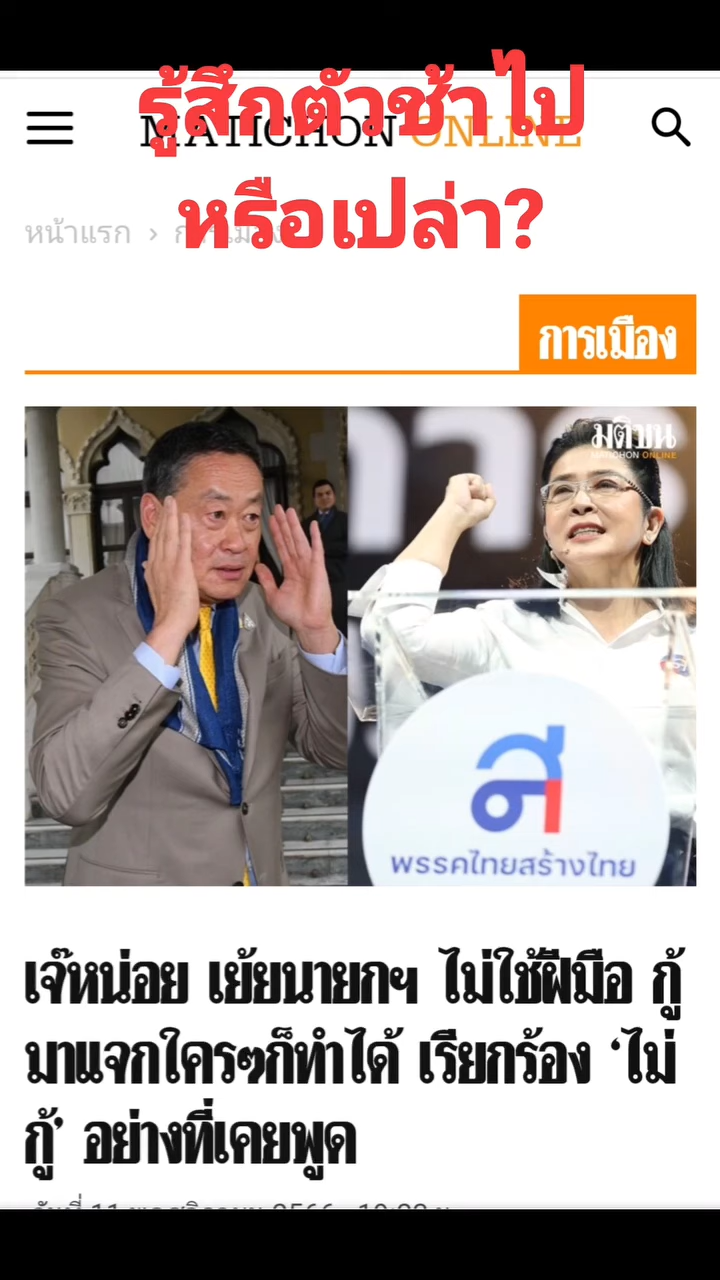 รู้สึกตัวช้าไป
หรือเปล่า?
MATICHON ONLINE
หน้าแรก ›
การเมือง
มติชน
MATICHON ONLINE
พรรคไทยสร้างไทย
เจ๊หน่อย เย้ยนายกฯ ไม่ใช้ฝีมือ กู้
มาแจกใครๆก็ทำได้ เรียกร้อง ‘ไม่
กู้’ อย่างที่เคยพูด